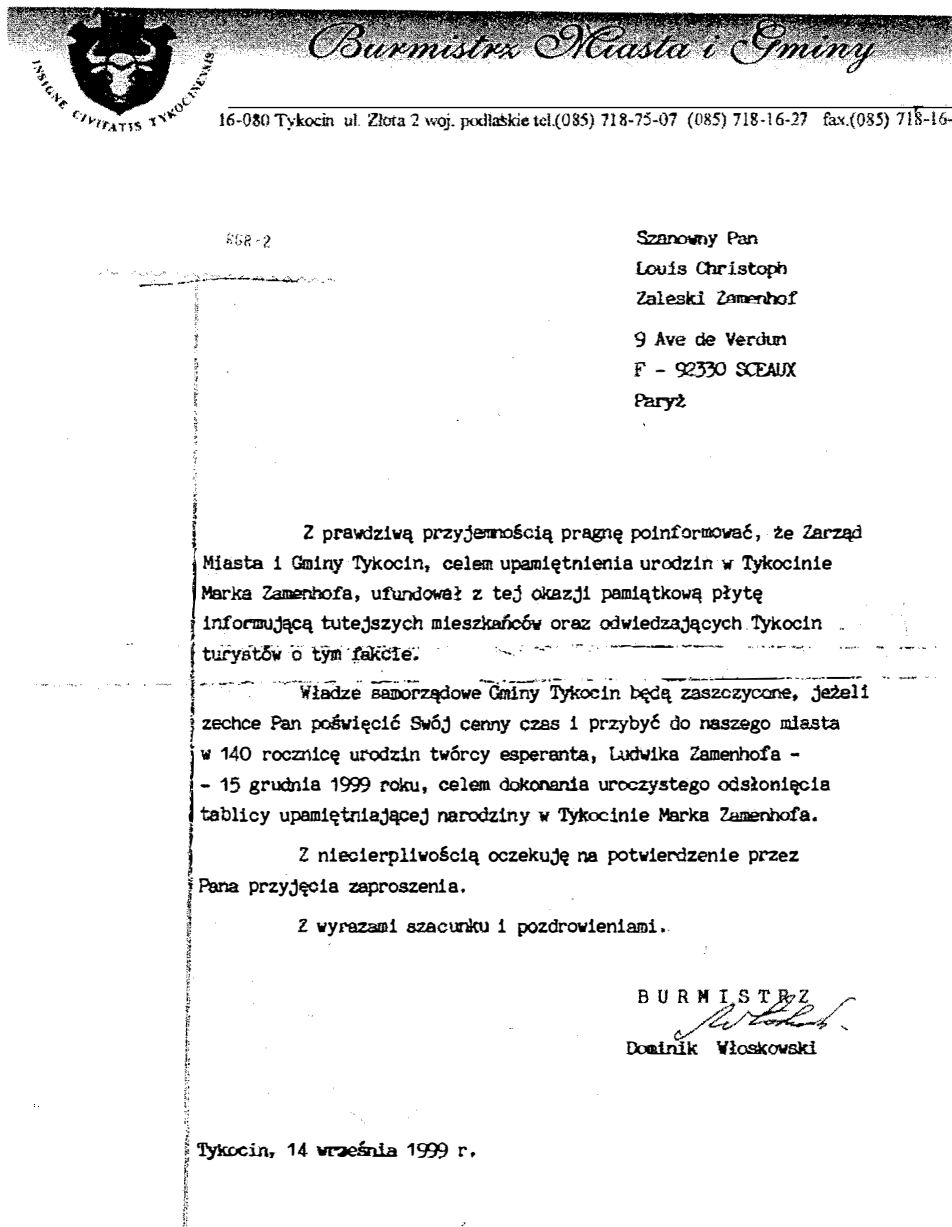 Burmistrz Miasta i Gminy
INSIGNE CIVITATIS TYKOCINENSIS
16-080 Tykocin ul. Złota 2 woj. podlaskie tel.(085) 718-75-07 (085) 718-16-27 fax.(085) 718-16-
Szanowny Pan
Louis Christoph
Zaleski Zamenhof
9 Ave de Verdun
F - 92330 SCEAUX
Paryż
Z prawdziwą przyjemnością pragnę poinformować, że Zarząd
Miasta i Gminy Tykocin, celem upamiętnienia urodzin w Tykocinie
Marka Zamenhofa, ufundował z tej okazji pamiątkową płytę
informującą tutejszych mieszkańców oraz odwiedzających Tykocin
turystów o tym fakcie.
Władze samorządowe Gminy Tykocin będą zaszczycone, jeżeli
zechce Pan poświęcić Swój cenny czas i przybyć do naszego miasta
w 140 rocznicę urodzin twórcy esperanta, Ludwika Zamenhofa -
- 15 grudnia 1999 roku, celem dokonania uroczystego odsłonięcia
tablicy upamiętniającej narodziny w Tykocinie Marka Zamenhofa.
Z niecierpliwością oczekuję na potwierdzenie przez
Pana przyjęcia zaproszenia.
Z wyrazami szacunku i pozdrowieniami.
BURMISTRZ
Dominik Włoskowski
Tykocin, 14 września 1999 r.